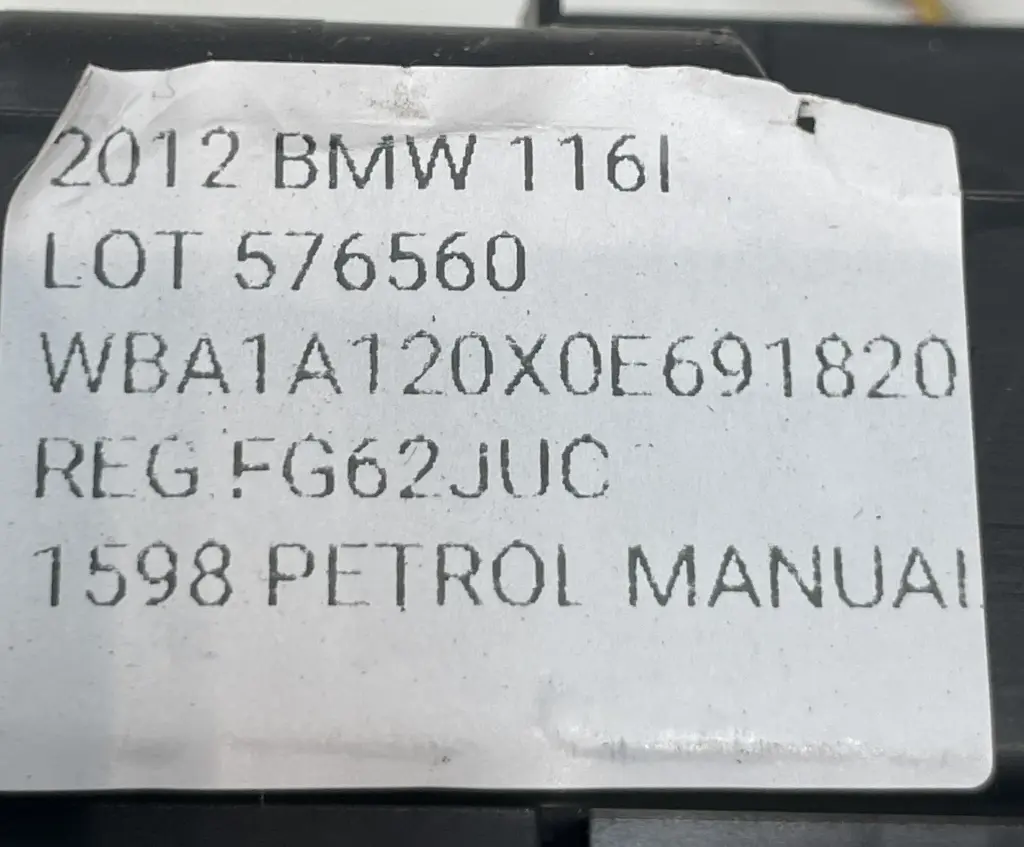 2012 BMW 116I
LOT 576560
WBA1A120X0E691820
REG FG62JUC
1598 PETROL MANUAL